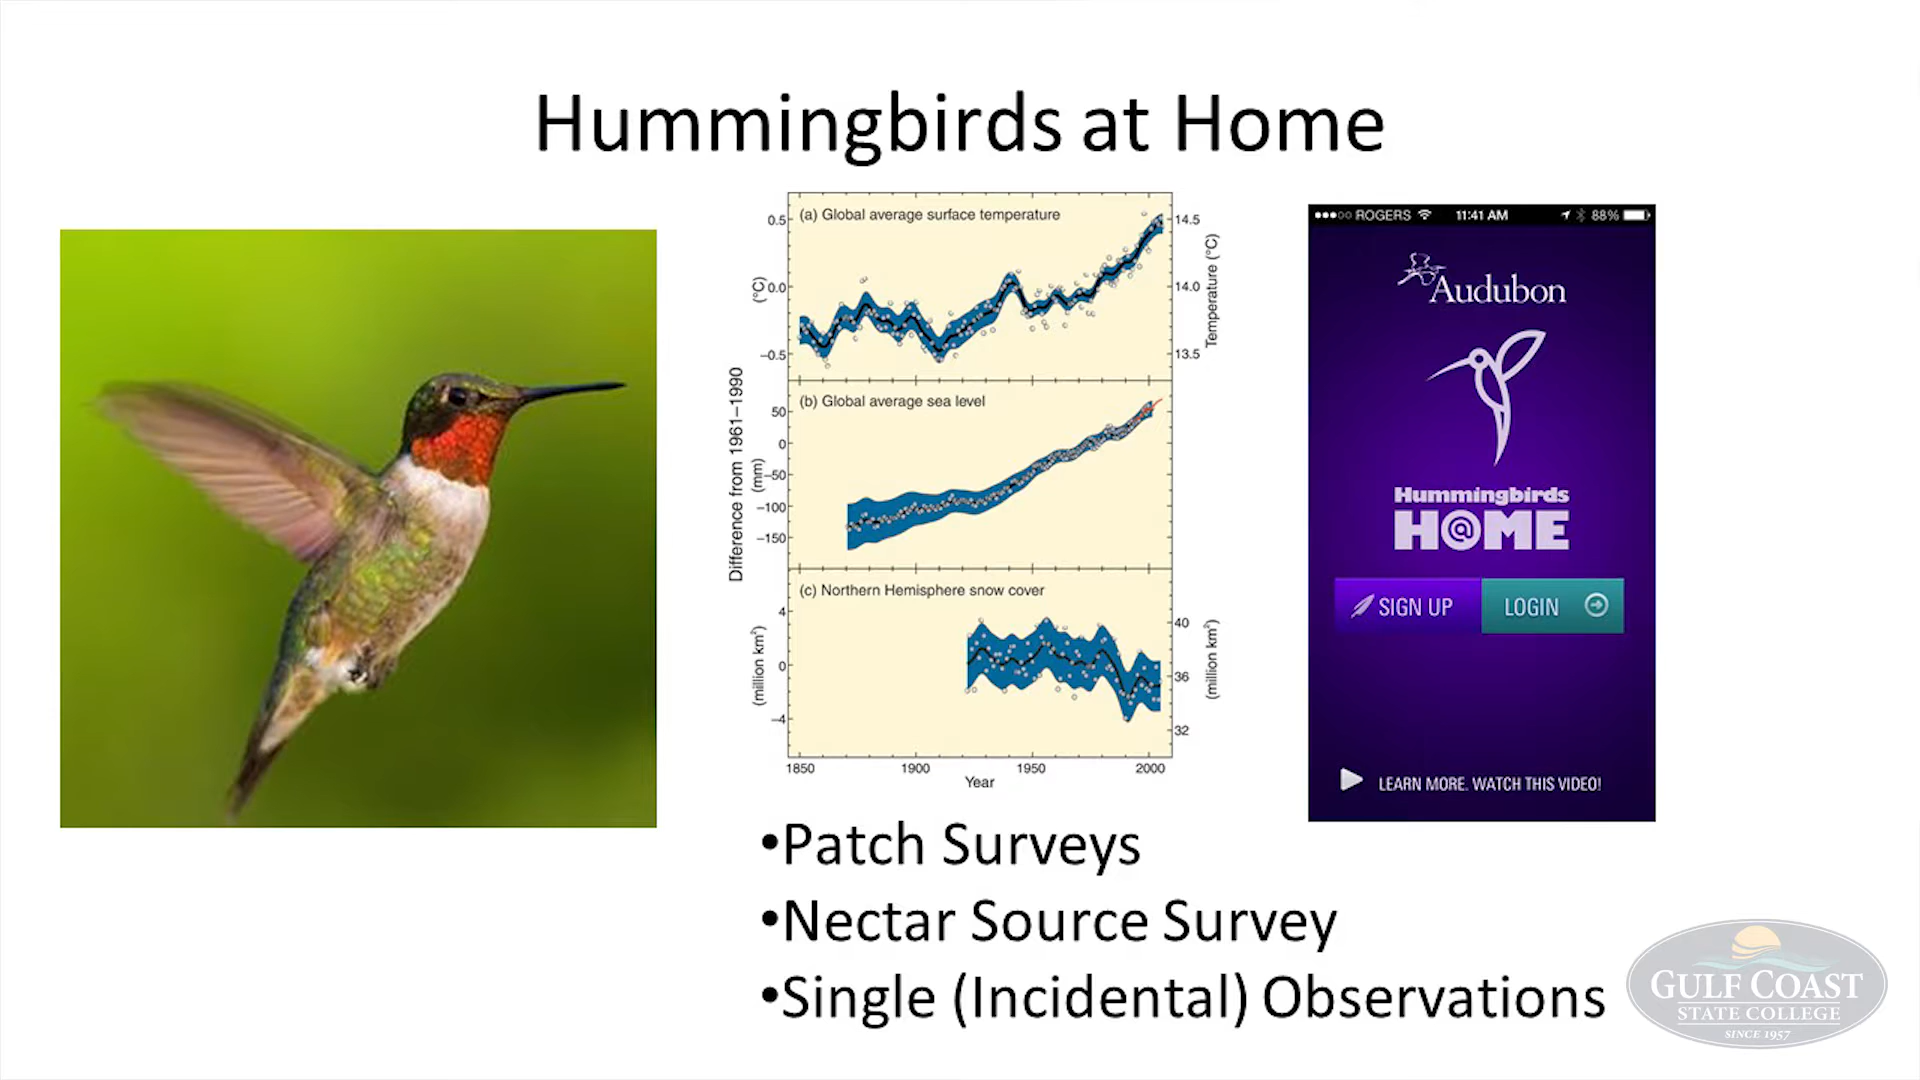 Hummingbirds at Home
(a) Global average surface temperature
0.5
0.0
–0.5
(°C)
14.5
14.0
13.5
Temperature (°C)
(b) Global average sea level
50
0
–50
–100
–150
(mm)
Difference from 1961–1990
(c) Northern Hemisphere snow cover
4
0
–4
(million km²)
40
36
32
(million km²)
1850 1900 1950 2000
Year
ROGERS 11:41 AM 88%
Audubon
Hummingbirds
H@ME
SIGN UP
LOGIN
LEARN MORE. WATCH THIS VIDEO!
•Patch Surveys
•Nectar Source Survey
•Single (Incidental) Observations
GULF COAST
STATE COLLEGE
SINCE 1957